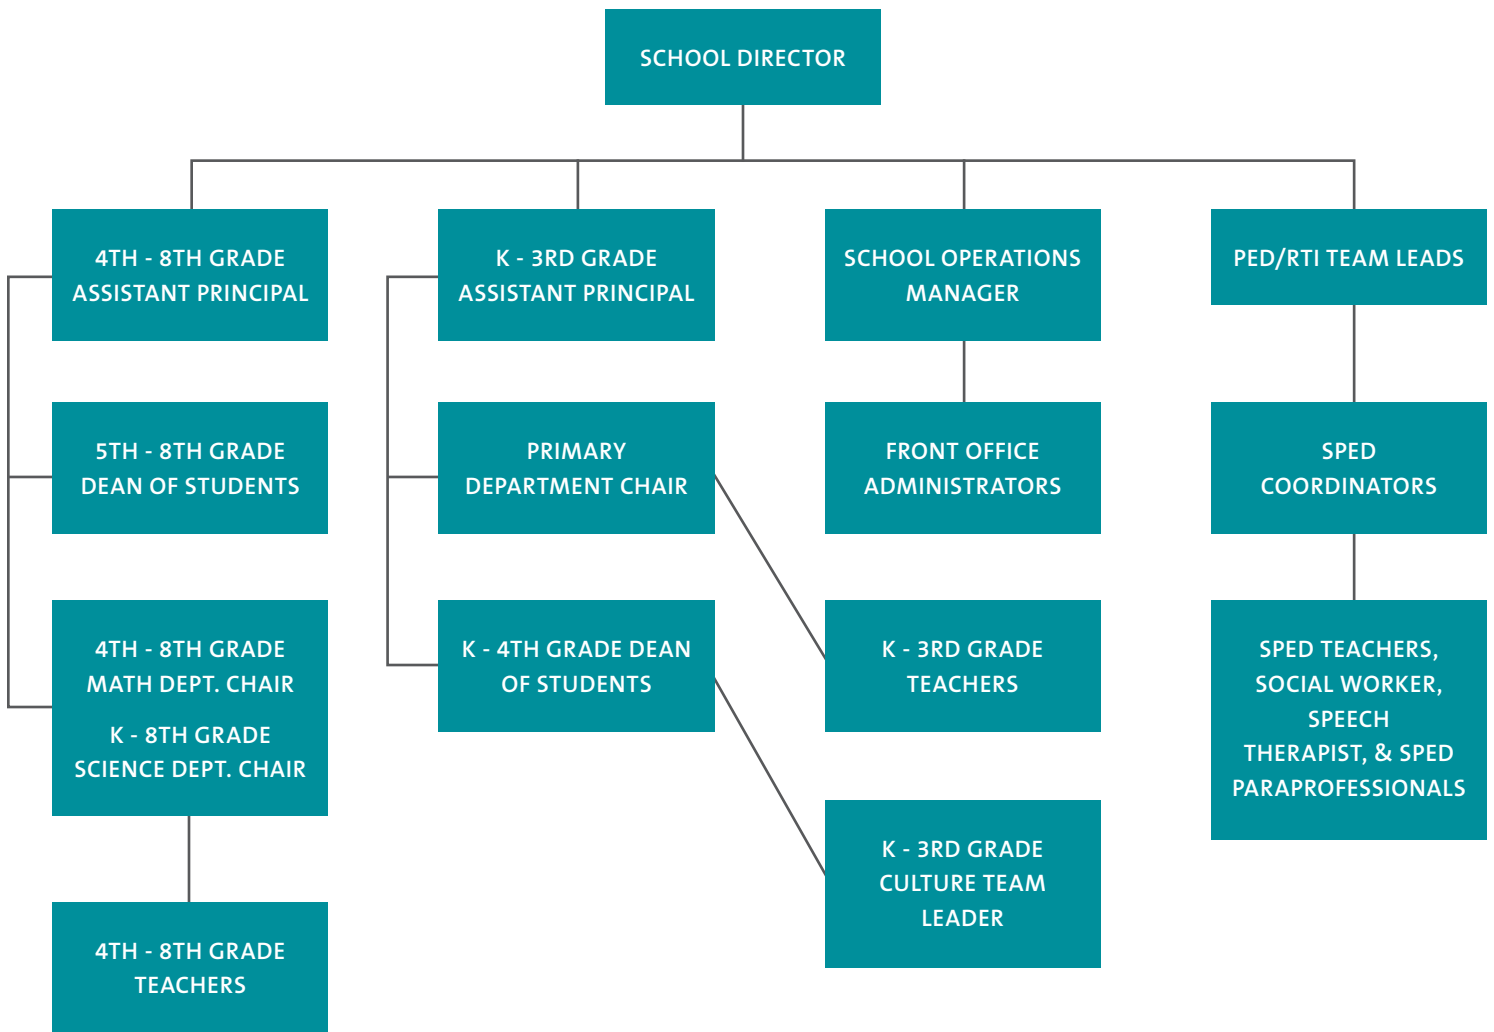 SCHOOL DIRECTOR
4TH - 8TH GRADE
ASSISTANT PRINCIPAL
K - 3RD GRADE
ASSISTANT PRINCIPAL
SCHOOL OPERATIONS
MANAGER
PED/RTI TEAM LEADS
5TH - 8TH GRADE
DEAN OF STUDENTS
PRIMARY
DEPARTMENT CHAIR
FRONT OFFICE
ADMINISTRATORS
SPED
COORDINATORS
4TH - 8TH GRADE
MATH DEPT. CHAIR
K - 8TH GRADE
SCIENCE DEPT. CHAIR
K - 4TH GRADE DEAN
OF STUDENTS
K - 3RD GRADE
TEACHERS
SPED TEACHERS,
SOCIAL WORKER,
SPEECH
THERAPIST, & SPED
PARAPROFESSIONALS
K - 3RD GRADE
CULTURE TEAM
LEADER
4TH - 8TH GRADE
TEACHERS